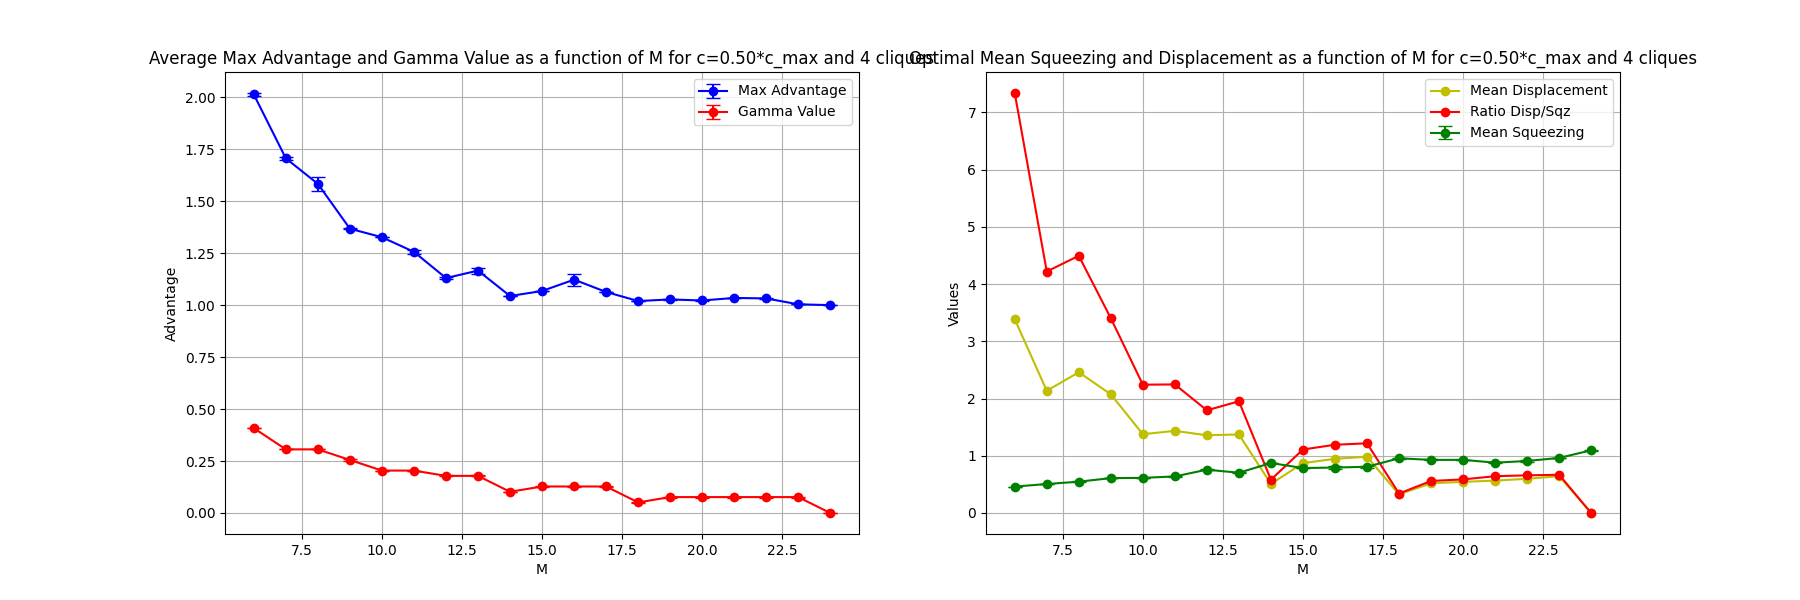 Average Max Advantage and Gamma Value as a function of M for c=0.50*c_max and 4 cliques
Max Advantage
Gamma Value
2.00
1.75
1.50
1.25
1.00
0.75
0.50
0.25
0.00
Advantage
7.5 10.0 12.5 15.0 17.5 20.0 22.5
M
Optimal Mean Squeezing and Displacement as a function of M for c=0.50*c_max and 4 cliques
Mean Displacement
Ratio Disp/Sqz
Mean Squeezing
7
6
5
4
3
2
1
0
Values
7.5 10.0 12.5 15.0 17.5 20.0 22.5
M